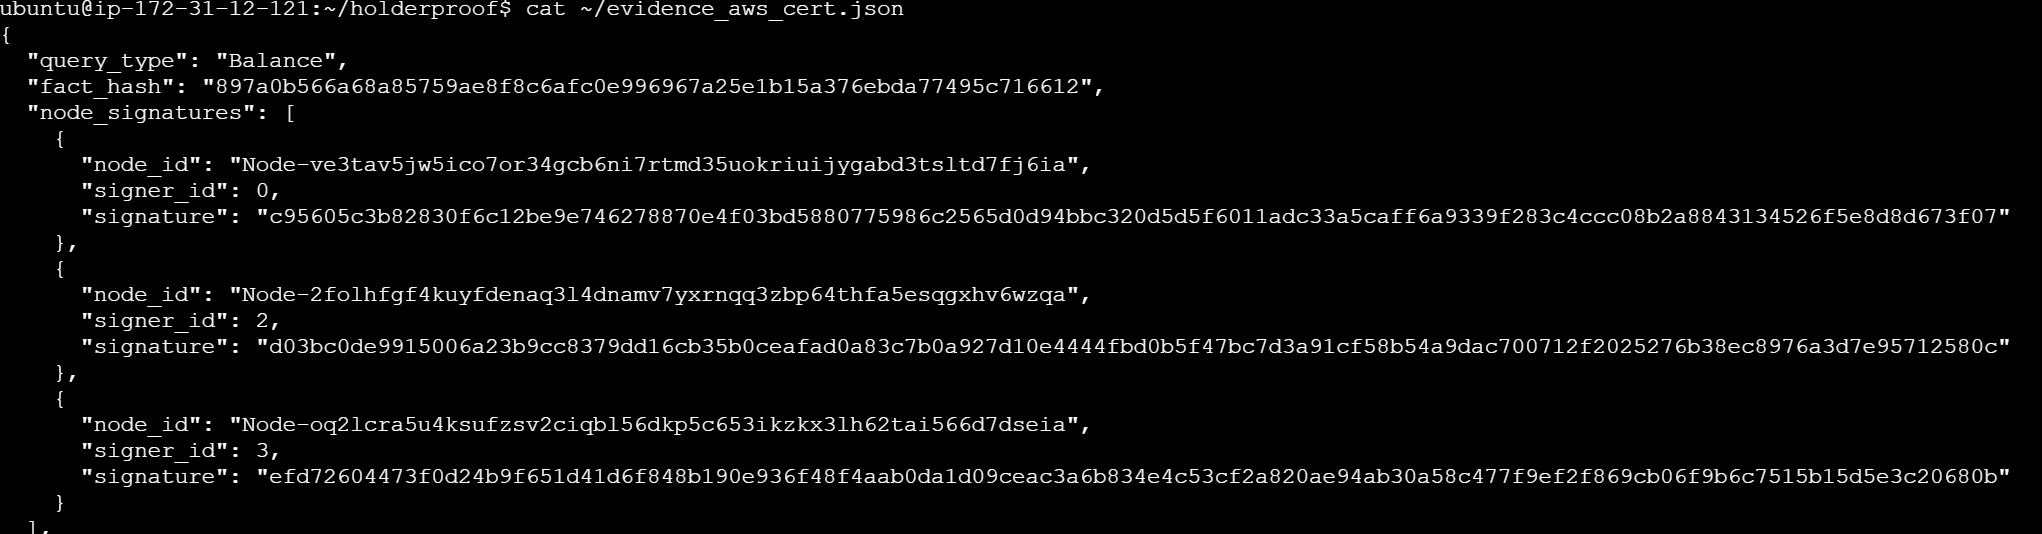 ubuntu@ip-172-31-12-121:~/holderproof$ cat ~/evidence_aws_cert.json
{
  "query_type": "Balance",
  "fact_hash": "897a0b566a68a85759ae8f8c6afc0e996967a25e1b15a376ebda77495c716612",
  "node_signatures": [
    {
      "node_id": "Node-ve3tav5jw5ico7or34gcb6ni7rtmd35uokriuijygabd3tsltd7fj6ia",
      "signer_id": 0,
      "signature": "c95605c3b82830f6c12be9e746278870e4f03bd5880775986c2565d0d94bbc320d5d5f6011adc33a5caff6a9339f283c4ccc08b2a8843134526f5e8d8d673f07"
    },
    {
      "node_id": "Node-2folhfgf4kuyfdenaq3l4dnamv7yxrnqq3zbp64thfa5esqgxhv6wzqa",
      "signer_id": 2,
      "signature": "d03bc0de9915006a23b9cc8379dd16cb35b0ceafad0a83c7b0a927d10e4444fbd0b5f47bc7d3a91cf58b54a9dac700712f2025276b38ec8976a3d7e95712580c"
    },
    {
      "node_id": "Node-oq2lcra5u4ksufzsv2ciqbl56dkp5c653ikzkx3lh62tai566d7dseia",
      "signer_id": 3,
      "signature": "efd72604473f0d24b9f651d41d6f848b190e936f48f4aab0da1d09ceac3a6b834e4c53cf2a820ae94ab30a58c477f9ef2f869cb06f9b6c7515b15d5e3c20680b"
    }
  ],